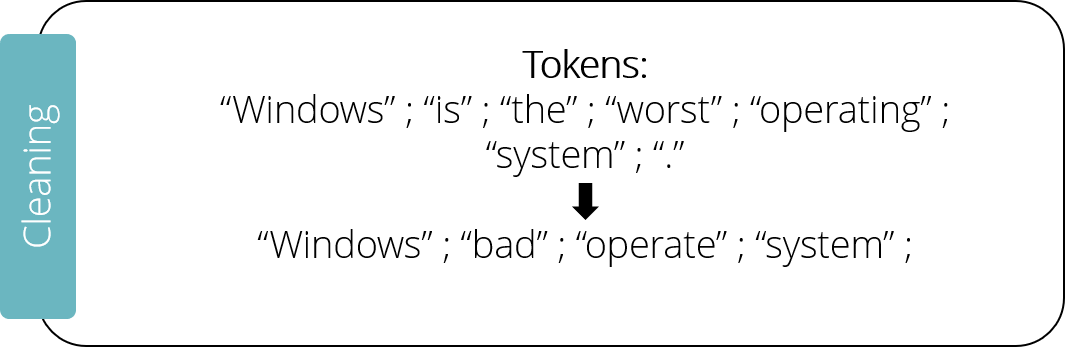 Cleaning
Tokens:
“Windows” ; “is” ; “the” ; “worst” ; “operating” ;
“system” ; “.”
“Windows” ; “bad” ; “operate” ; “system” ;